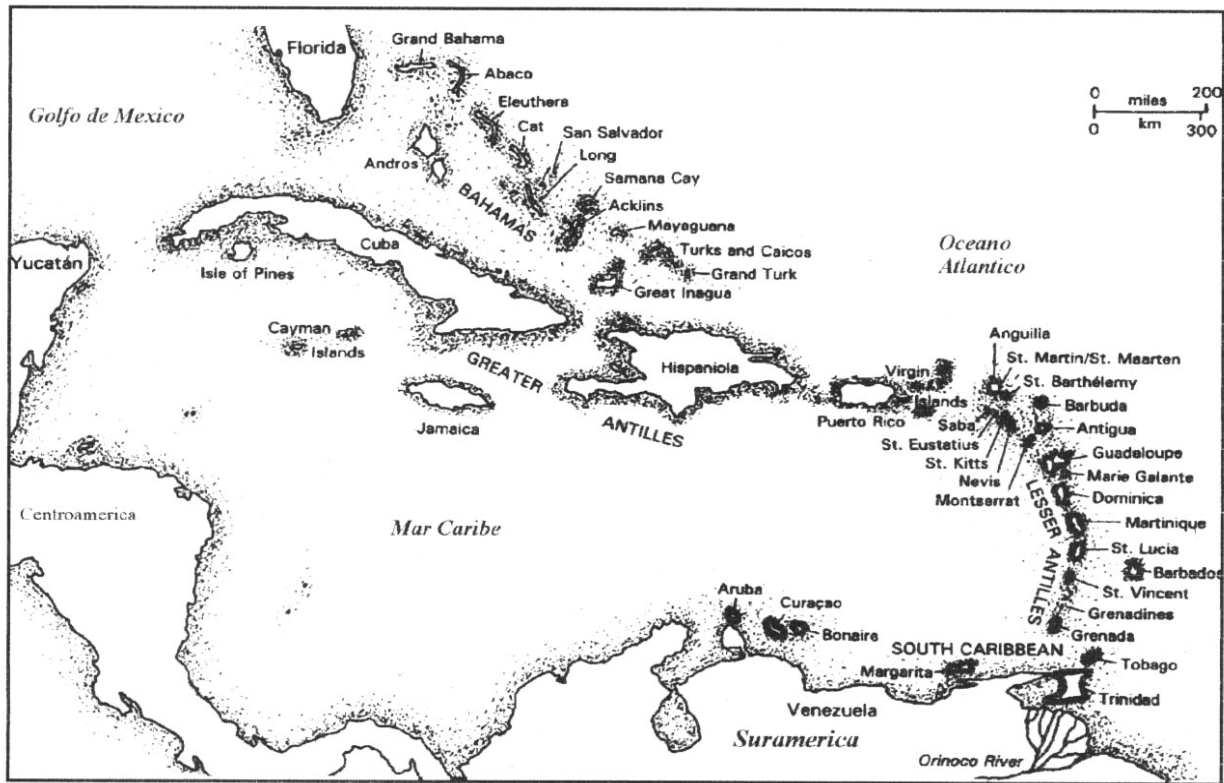 Florida
Grand Bahama
Abaco
Golfo de Mexico
Eleuthera
Cat
San Salvador
Long
Andros
Samana Cay
BAHAMAS
Acklins
Mayaguana
Turks and Caicos
Grand Turk
Great Inagua
0 miles 200
0 km 300
Oceano
Atlantico
Yucatán
Isle of Pines
Cuba
Cayman
Islands
GREATER
ANTILLES
Hispaniola
Jamaica
Puerto Rico
Virgin
Islands
Anguilla
St. Martin/St. Maarten
St. Barthélemy
Barbuda
Saba
Antigua
St. Eustatius
Guadeloupe
St. Kitts
Nevis
Marie Galante
Montserrat
Dominica
LESSER ANTILLES
Martinique
St. Lucia
Barbados
St. Vincent
Grenadines
Grenada
Centroamerica
Mar Caribe
Aruba
Curaçao
Bonaire
SOUTH CARIBBEAN
Margarita
Tobago
Trinidad
Venezuela
Suramerica
Orinoco River